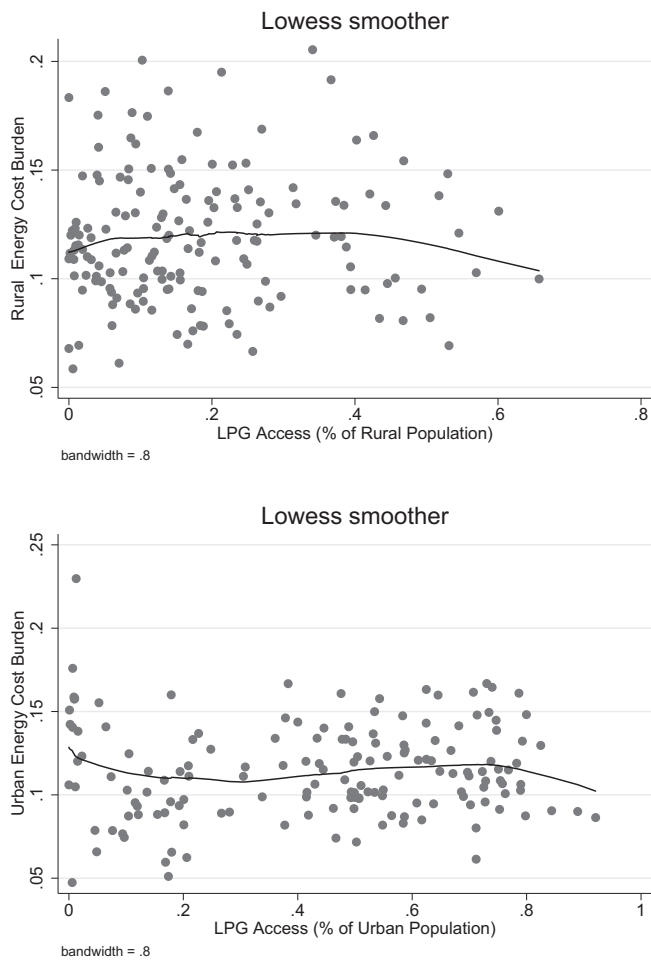 Lowess smoother
.2
.15
.1
.05
Rural Energy Cost Burden
0 .2 .4 .6 .8
LPG Access (% of Rural Population)
bandwidth = .8
Lowess smoother
.25
.2
.15
.1
.05
Urban Energy Cost Burden
0 .2 .4 .6 .8 1
LPG Access (% of Urban Population)
bandwidth = .8